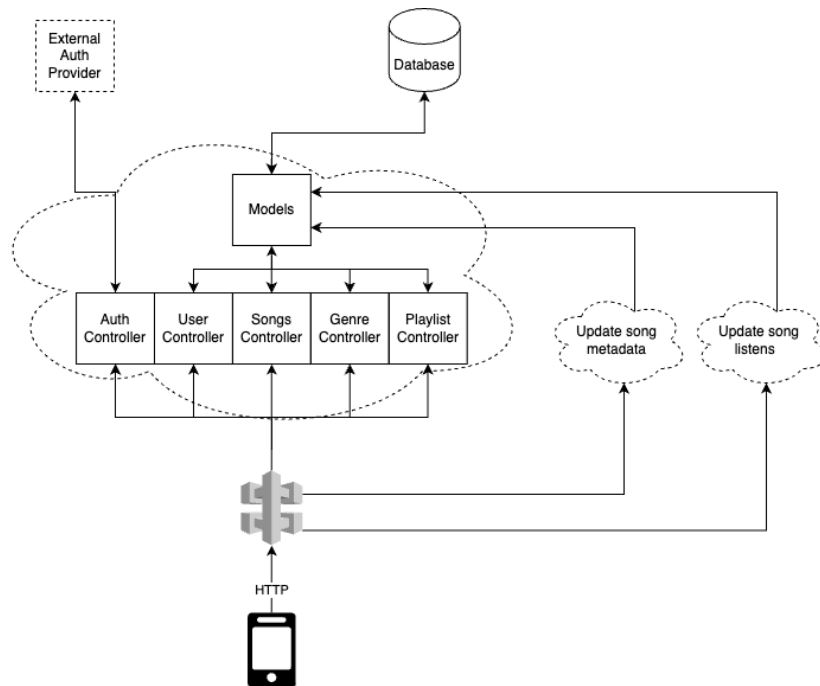 External
Auth
Provider
Database
Models
Auth
Controller
User
Controller
Songs
Controller
Genre
Controller
Playlist
Controller
Update song
metadata
Update song
listens
HTTP